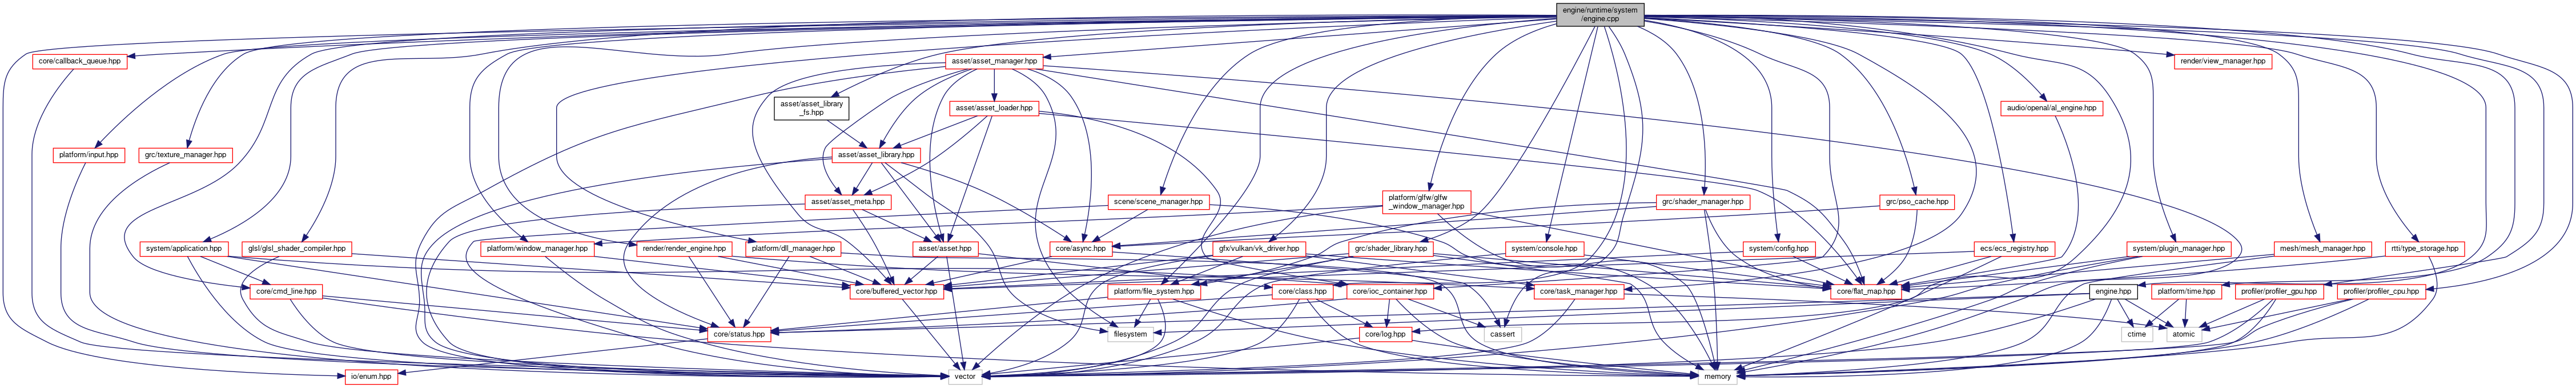 engine/runtime/system
/engine.cpp
core/callback_queue.hpp
asset/asset_manager.hpp
render/view_manager.hpp
asset/asset_library
_fs.hpp
asset/asset_loader.hpp
audio/openal/al_engine.hpp
platform/input.hpp
grc/texture_manager.hpp
asset/asset_library.hpp
asset/asset_meta.hpp
scene/scene_manager.hpp
platform/glfw/glfw
_window_manager.hpp
grc/shader_manager.hpp
grc/pso_cache.hpp
system/application.hpp
glsl/glsl_shader_compiler.hpp
platform/window_manager.hpp
render/render_engine.hpp
platform/dll_manager.hpp
asset/asset.hpp
core/async.hpp
gfx/vulkan/vk_driver.hpp
grc/shader_library.hpp
system/console.hpp
system/config.hpp
ecs/ecs_registry.hpp
system/plugin_manager.hpp
mesh/mesh_manager.hpp
rtti/type_storage.hpp
core/cmd_line.hpp
core/buffered_vector.hpp
platform/file_system.hpp
core/class.hpp
core/ioc_container.hpp
core/task_manager.hpp
core/flat_map.hpp
engine.hpp
platform/time.hpp
profiler/profiler_gpu.hpp
profiler/profiler_cpu.hpp
core/status.hpp
filesystem
core/log.hpp
cassert
ctime
atomic
io/enum.hpp
vector
memory